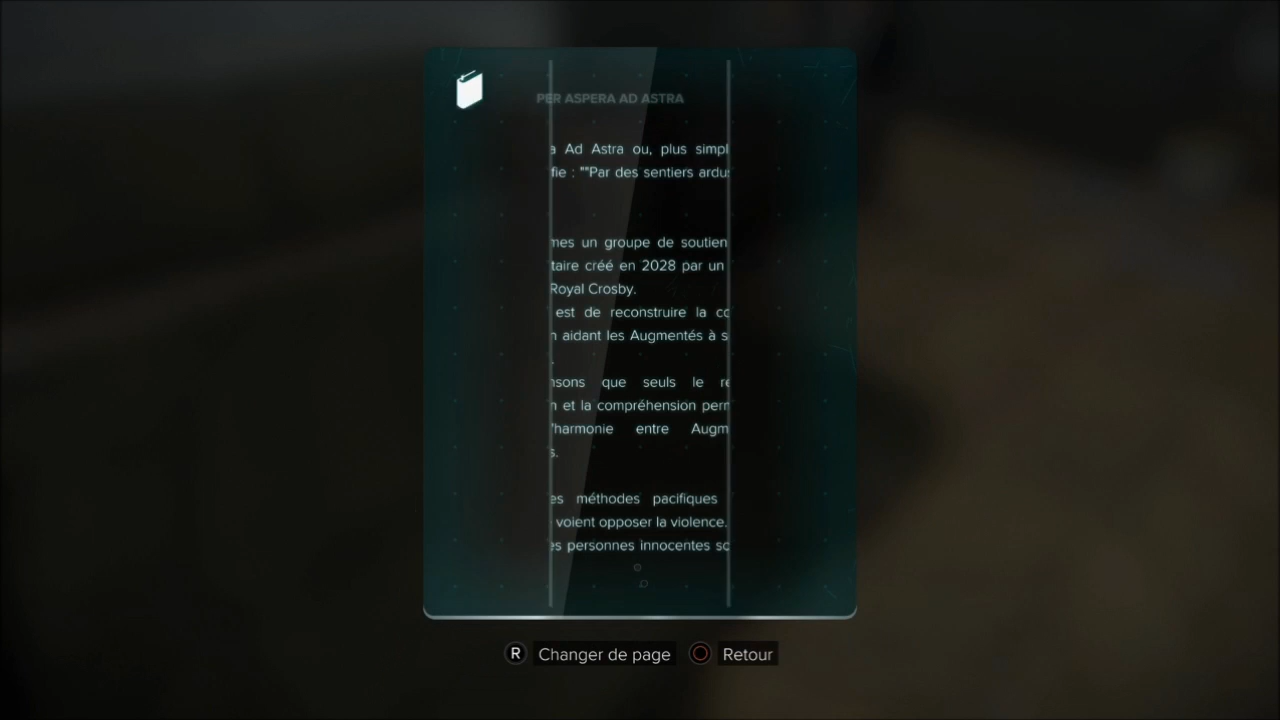 PER ASPERA AD ASTRA
a Ad Astra ou, plus simpl
fie : ""Par des sentiers ardus
mes un groupe de soutien
taire créé en 2028 par un
Royal Crosby.
est de reconstruire la co
n aidant les Augmentés à s
.
nsons que seuls le re
n et la compréhension perm
'harmonie entre Augm
s.
es méthodes pacifiques
voient opposer la violence.
es personnes innocentes so
R Changer de page Retour